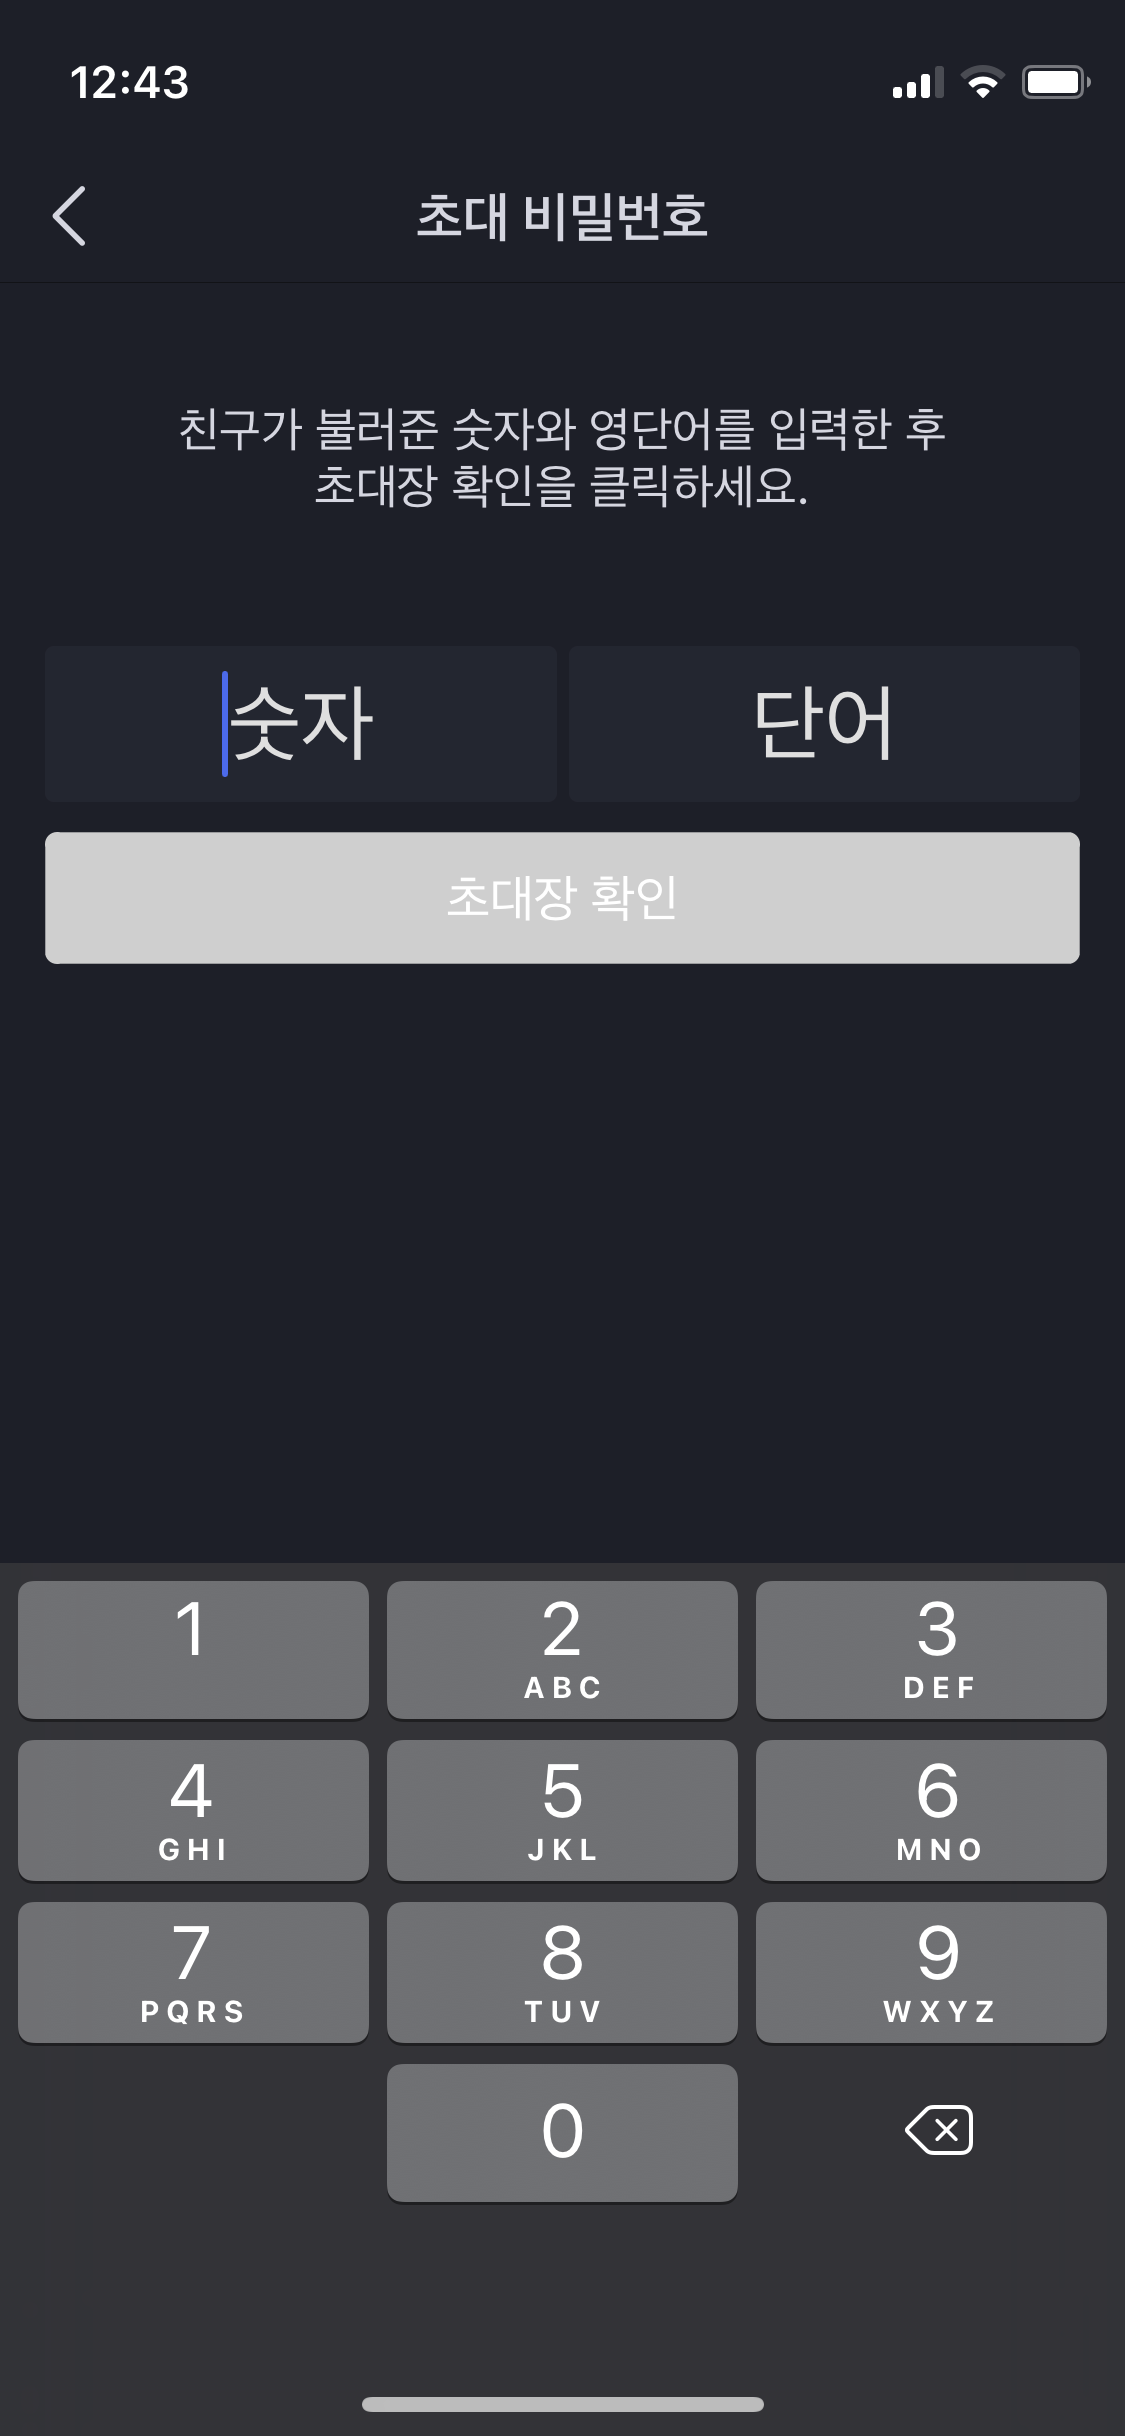 12:43
초대 비밀번호
친구가 불러준 숫자와 영단어를 입력한 후
초대장 확인을 클릭하세요.
숫자 단어
초대장 확인
1 2 3
ABC DEF
4 5 6
GHI JKL MNO
7 8 9
PQRS TUV WXYZ
0